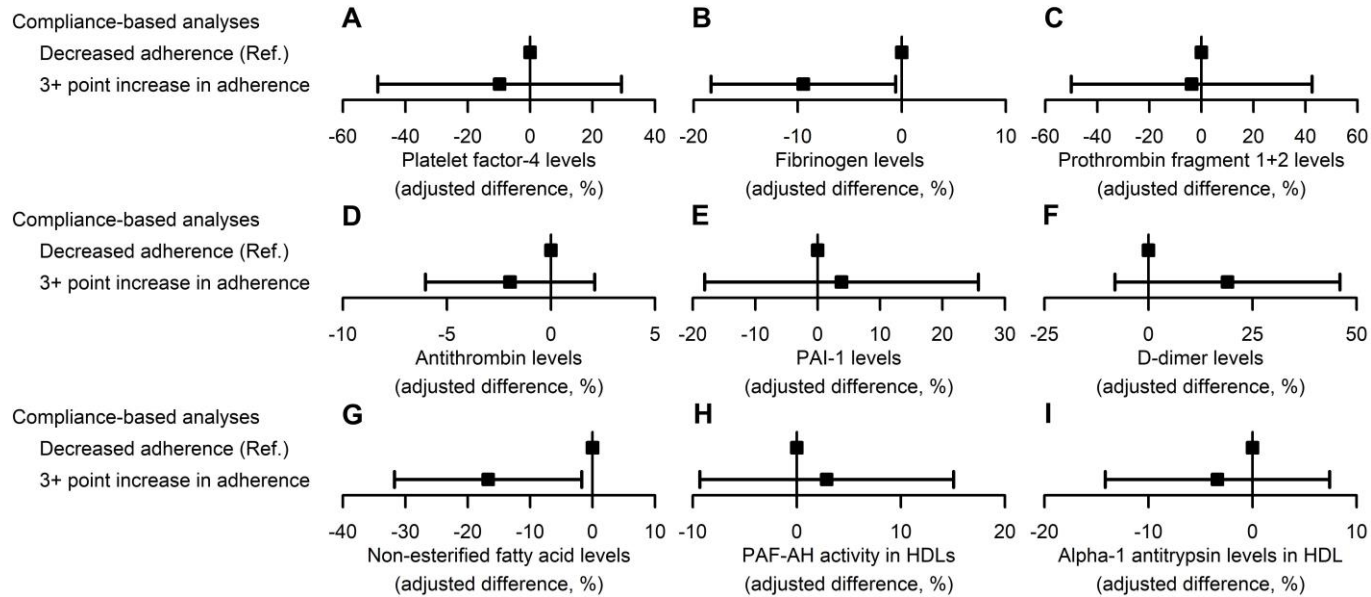 Compliance-based analyses
Decreased adherence (Ref.)
3+ point increase in adherence
A
-60 -40 -20 0 20 40
Platelet factor-4 levels
(adjusted difference, %)
B
-20 -10 0 10
Fibrinogen levels
(adjusted difference, %)
C
-60 -40 -20 0 20 40 60
Prothrombin fragment 1+2 levels
(adjusted difference, %)
Compliance-based analyses
Decreased adherence (Ref.)
3+ point increase in adherence
D
-10 -5 0 5
Antithrombin levels
(adjusted difference, %)
E
-20 -10 0 10 20 30
PAI-1 levels
(adjusted difference, %)
F
-25 0 25 50
D-dimer levels
(adjusted difference, %)
Compliance-based analyses
Decreased adherence (Ref.)
3+ point increase in adherence
G
-40 -30 -20 -10 0 10
Non-esterified fatty acid levels
(adjusted difference, %)
H
-10 0 10 20
PAF-AH activity in HDLs
(adjusted difference, %)
I
-20 -10 0 10
Alpha-1 antitrypsin levels in HDL
(adjusted difference, %)